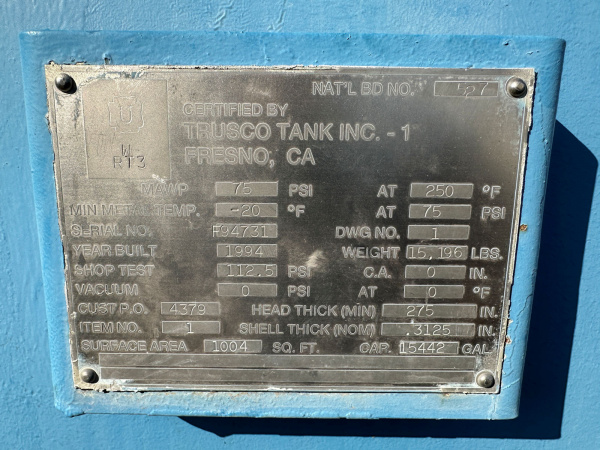 NAT'L BD NO. 527
U
W
RT3
CERTIFIED BY
TRUSCO TANK INC. - 1
FRESNO, CA
MAWP 75 PSI AT 250 °F
MIN METAL TEMP. -20 °F AT 75 PSI
SERIAL NO. F94731 DWG NO. 1
YEAR BUILT 1994 WEIGHT 15,196 LBS.
SHOP TEST 112.5 PSI C.A. 0 IN.
VACUUM 0 PSI AT 0 °F
CUST P.O. 4379 HEAD THICK (MIN) 275 IN.
ITEM NO. 1 SHELL THICK (NOM) .3125 IN.
SURFACE AREA 1004 SQ. FT. CAP. 15442 GAL.